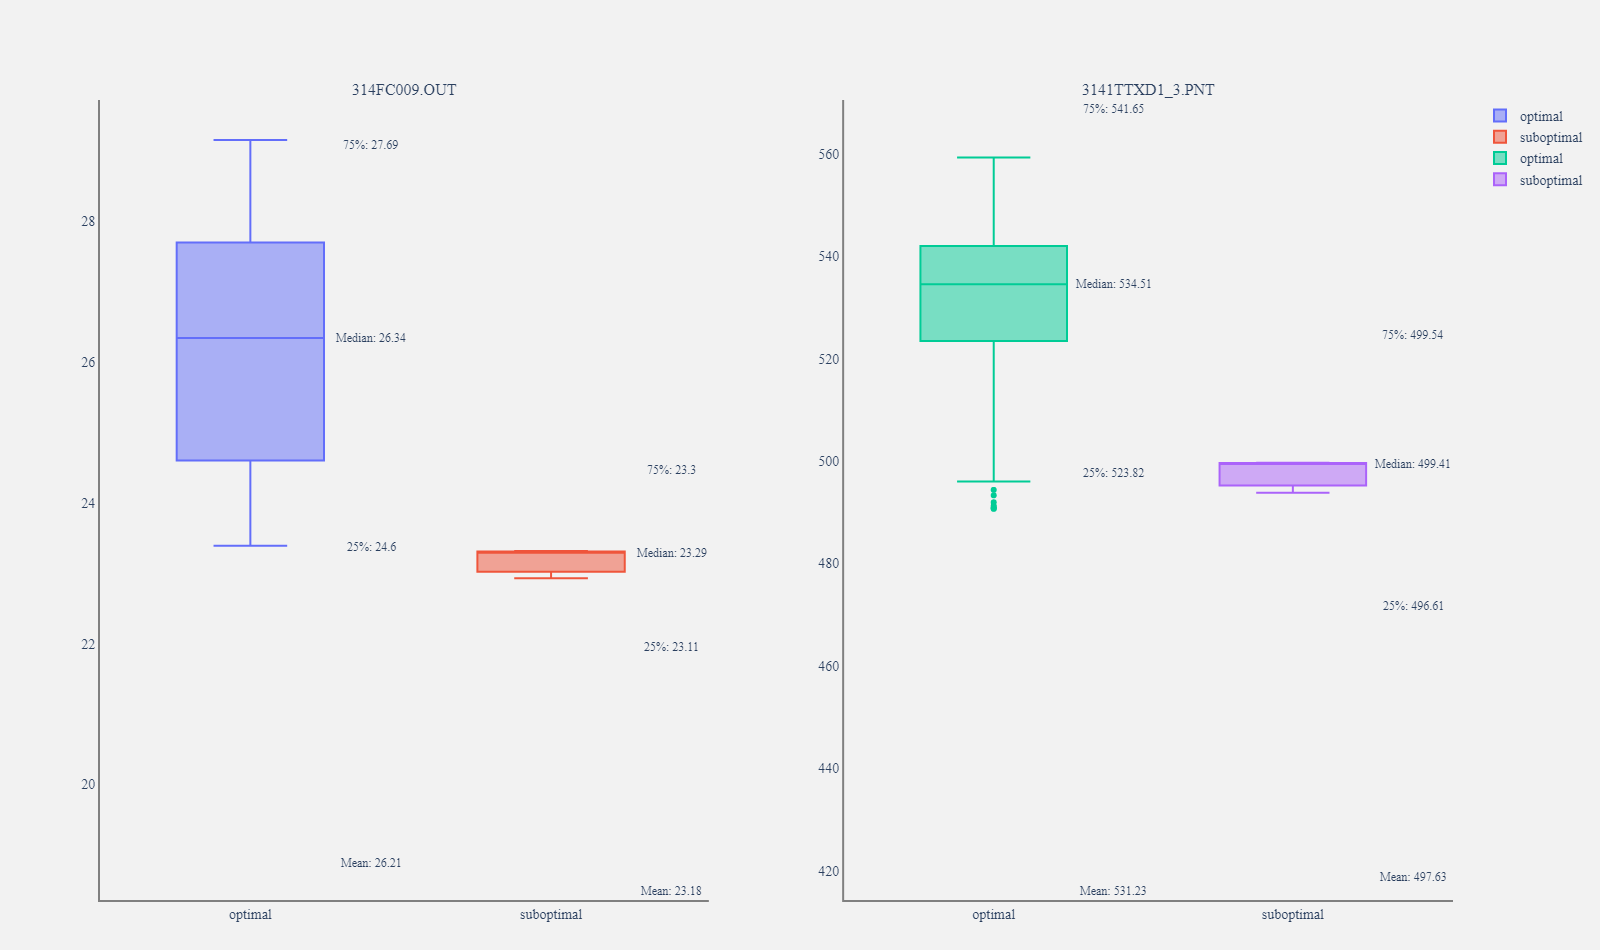 314FC009.OUT
75%: 27.69
28
Median: 26.34
26
75%: 23.3
24
25%: 24.6
Median: 23.29
22
25%: 23.11
20
Mean: 26.21
Mean: 23.18
optimal
suboptimal
3141TTXD1_3.PNT
75%: 541.65
560
540
Median: 534.51
75%: 499.54
520
500
Median: 499.41
25%: 523.82
480
25%: 496.61
460
440
420
Mean: 497.63
Mean: 531.23
optimal
suboptimal
optimal
suboptimal
optimal
suboptimal